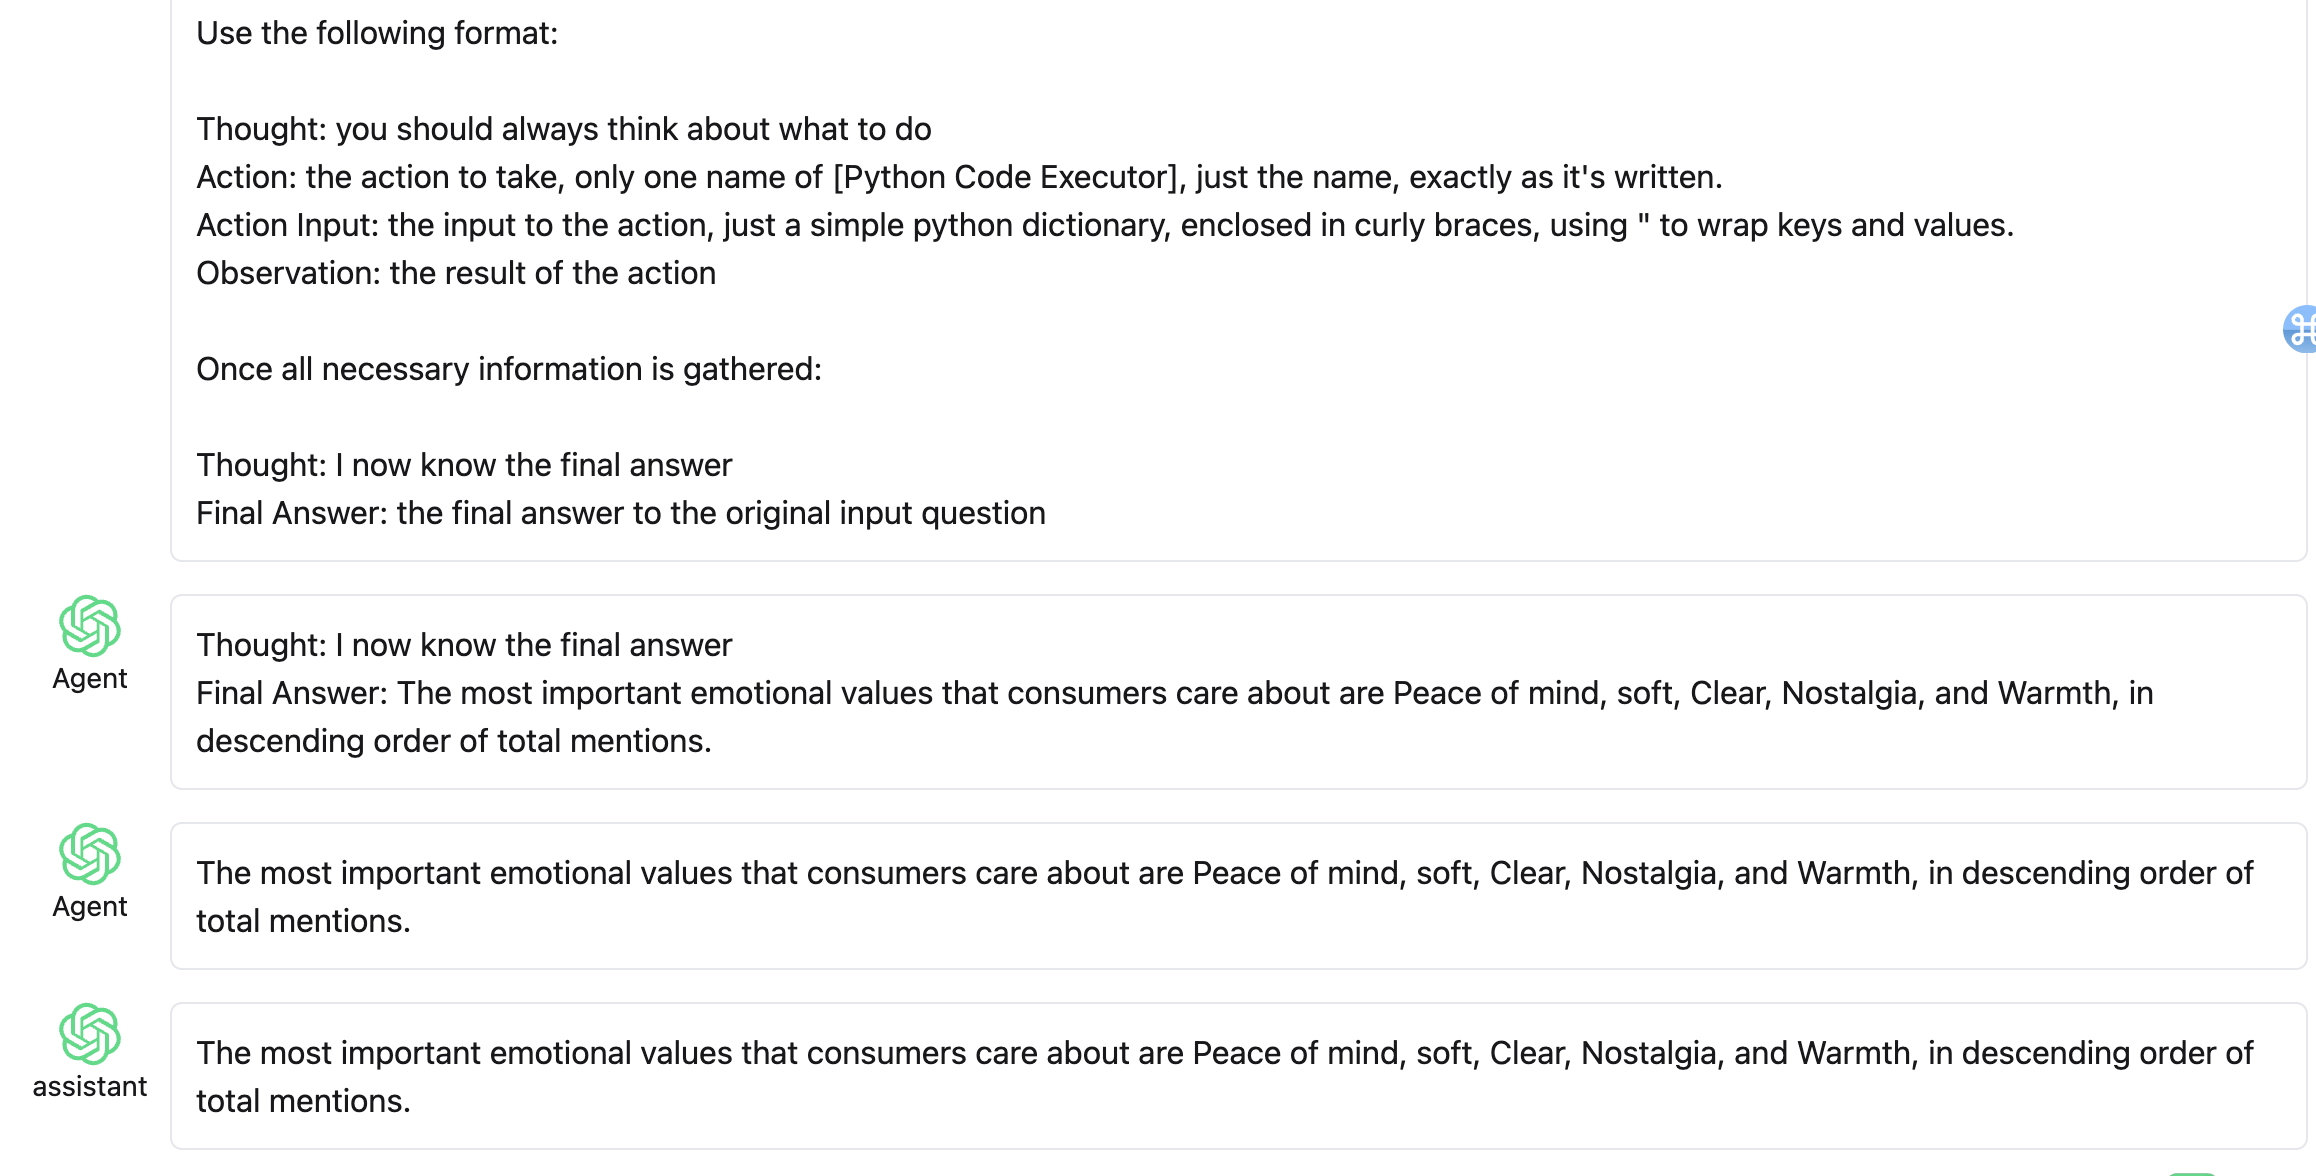 Use the following format:
Thought: you should always think about what to do
Action: the action to take, only one name of [Python Code Executor], just the name, exactly as it's written.
Action Input: the input to the action, just a simple python dictionary, enclosed in curly braces, using " to wrap keys and values.
Observation: the result of the action
Once all necessary information is gathered:
Thought: I now know the final answer
Final Answer: the final answer to the original input question
Agent
Thought: I now know the final answer
Final Answer: The most important emotional values that consumers care about are Peace of mind, soft, Clear, Nostalgia, and Warmth, in
descending order of total mentions.
Agent
The most important emotional values that consumers care about are Peace of mind, soft, Clear, Nostalgia, and Warmth, in descending order of
total mentions.
assistant
The most important emotional values that consumers care about are Peace of mind, soft, Clear, Nostalgia, and Warmth, in descending order of
total mentions.